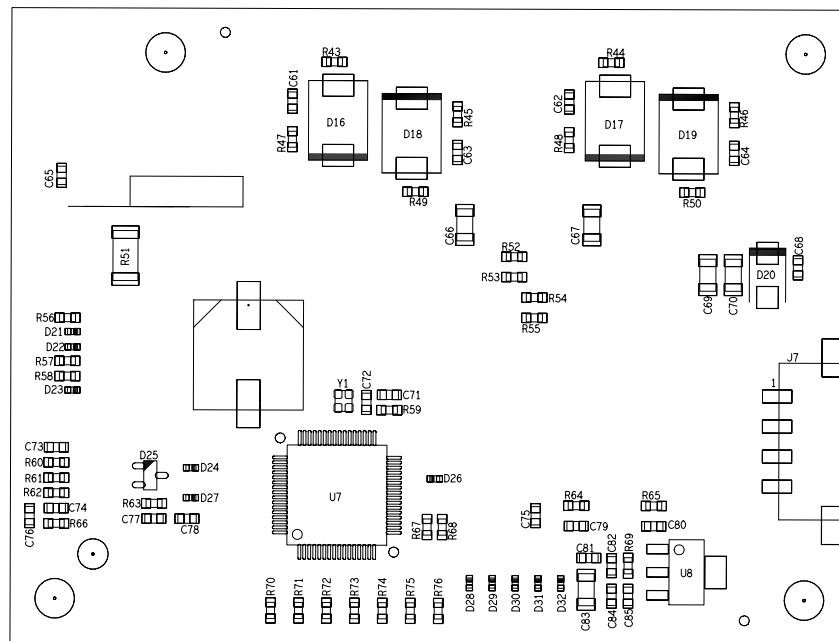 R43
R44
C61
C62
D16
D18
R45
R47
C63
D17
D19
R46
R48
C64
C65
R49
R50
C66
C67
R51
R52
R53
C68
D20
C69
C70
R54
R55
R56
D21
D22
R57
R58
D23
J7
1
Y1
C72
C71
R59
C73
R60
R61
R62
C74
R66
C76
D25
D24
D27
R63
C77
C78
U7
D26
R67
R68
C75
R64
R65
C79
C80
C81
C82
R69
U8
C83
C84
C85
R70
R71
R72
R73
R74
R75
R76
D28
D29
D30
D31
D32